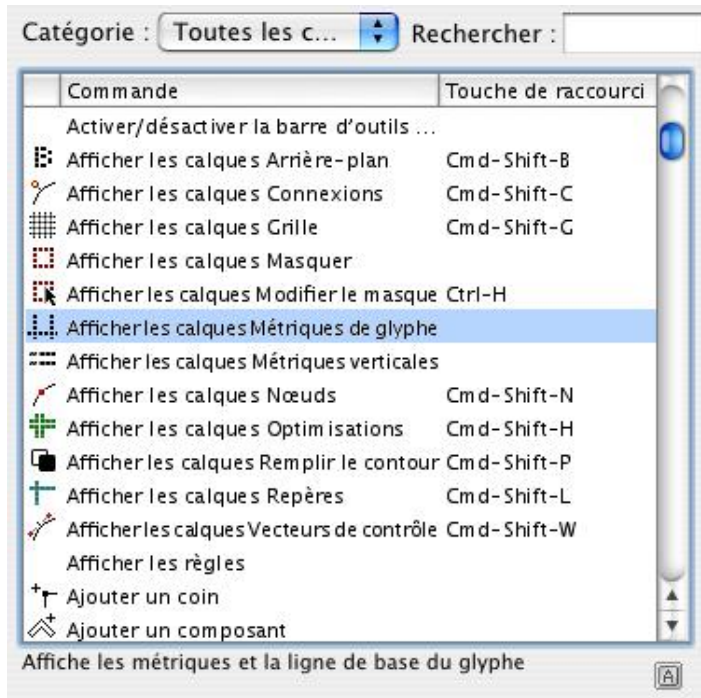 Catégorie : Toutes les c... Rechercher :
Commande Touche de raccourci
Activer/désactiver la barre d'outils ...
Afficher les calques Arrière-plan Cmd-Shift-B
Afficher les calques Connexions Cmd-Shift-C
Afficher les calques Grille Cmd-Shift-G
Afficher les calques Masquer
Afficher les calques Modifier le masque Ctrl-H
Afficher les calques Métriques de glyphe
Afficher les calques Métriques verticales
Afficher les calques Nœuds Cmd-Shift-N
Afficher les calques Optimisations Cmd-Shift-H
Afficher les calques Remplir le contour Cmd-Shift-P
Afficher les calques Repères Cmd-Shift-L
Afficher les calques Vecteurs de contrôle Cmd-Shift-W
Afficher les règles
Ajouter un coin
Ajouter un composant
Affiche les métriques et la ligne de base du glyphe A